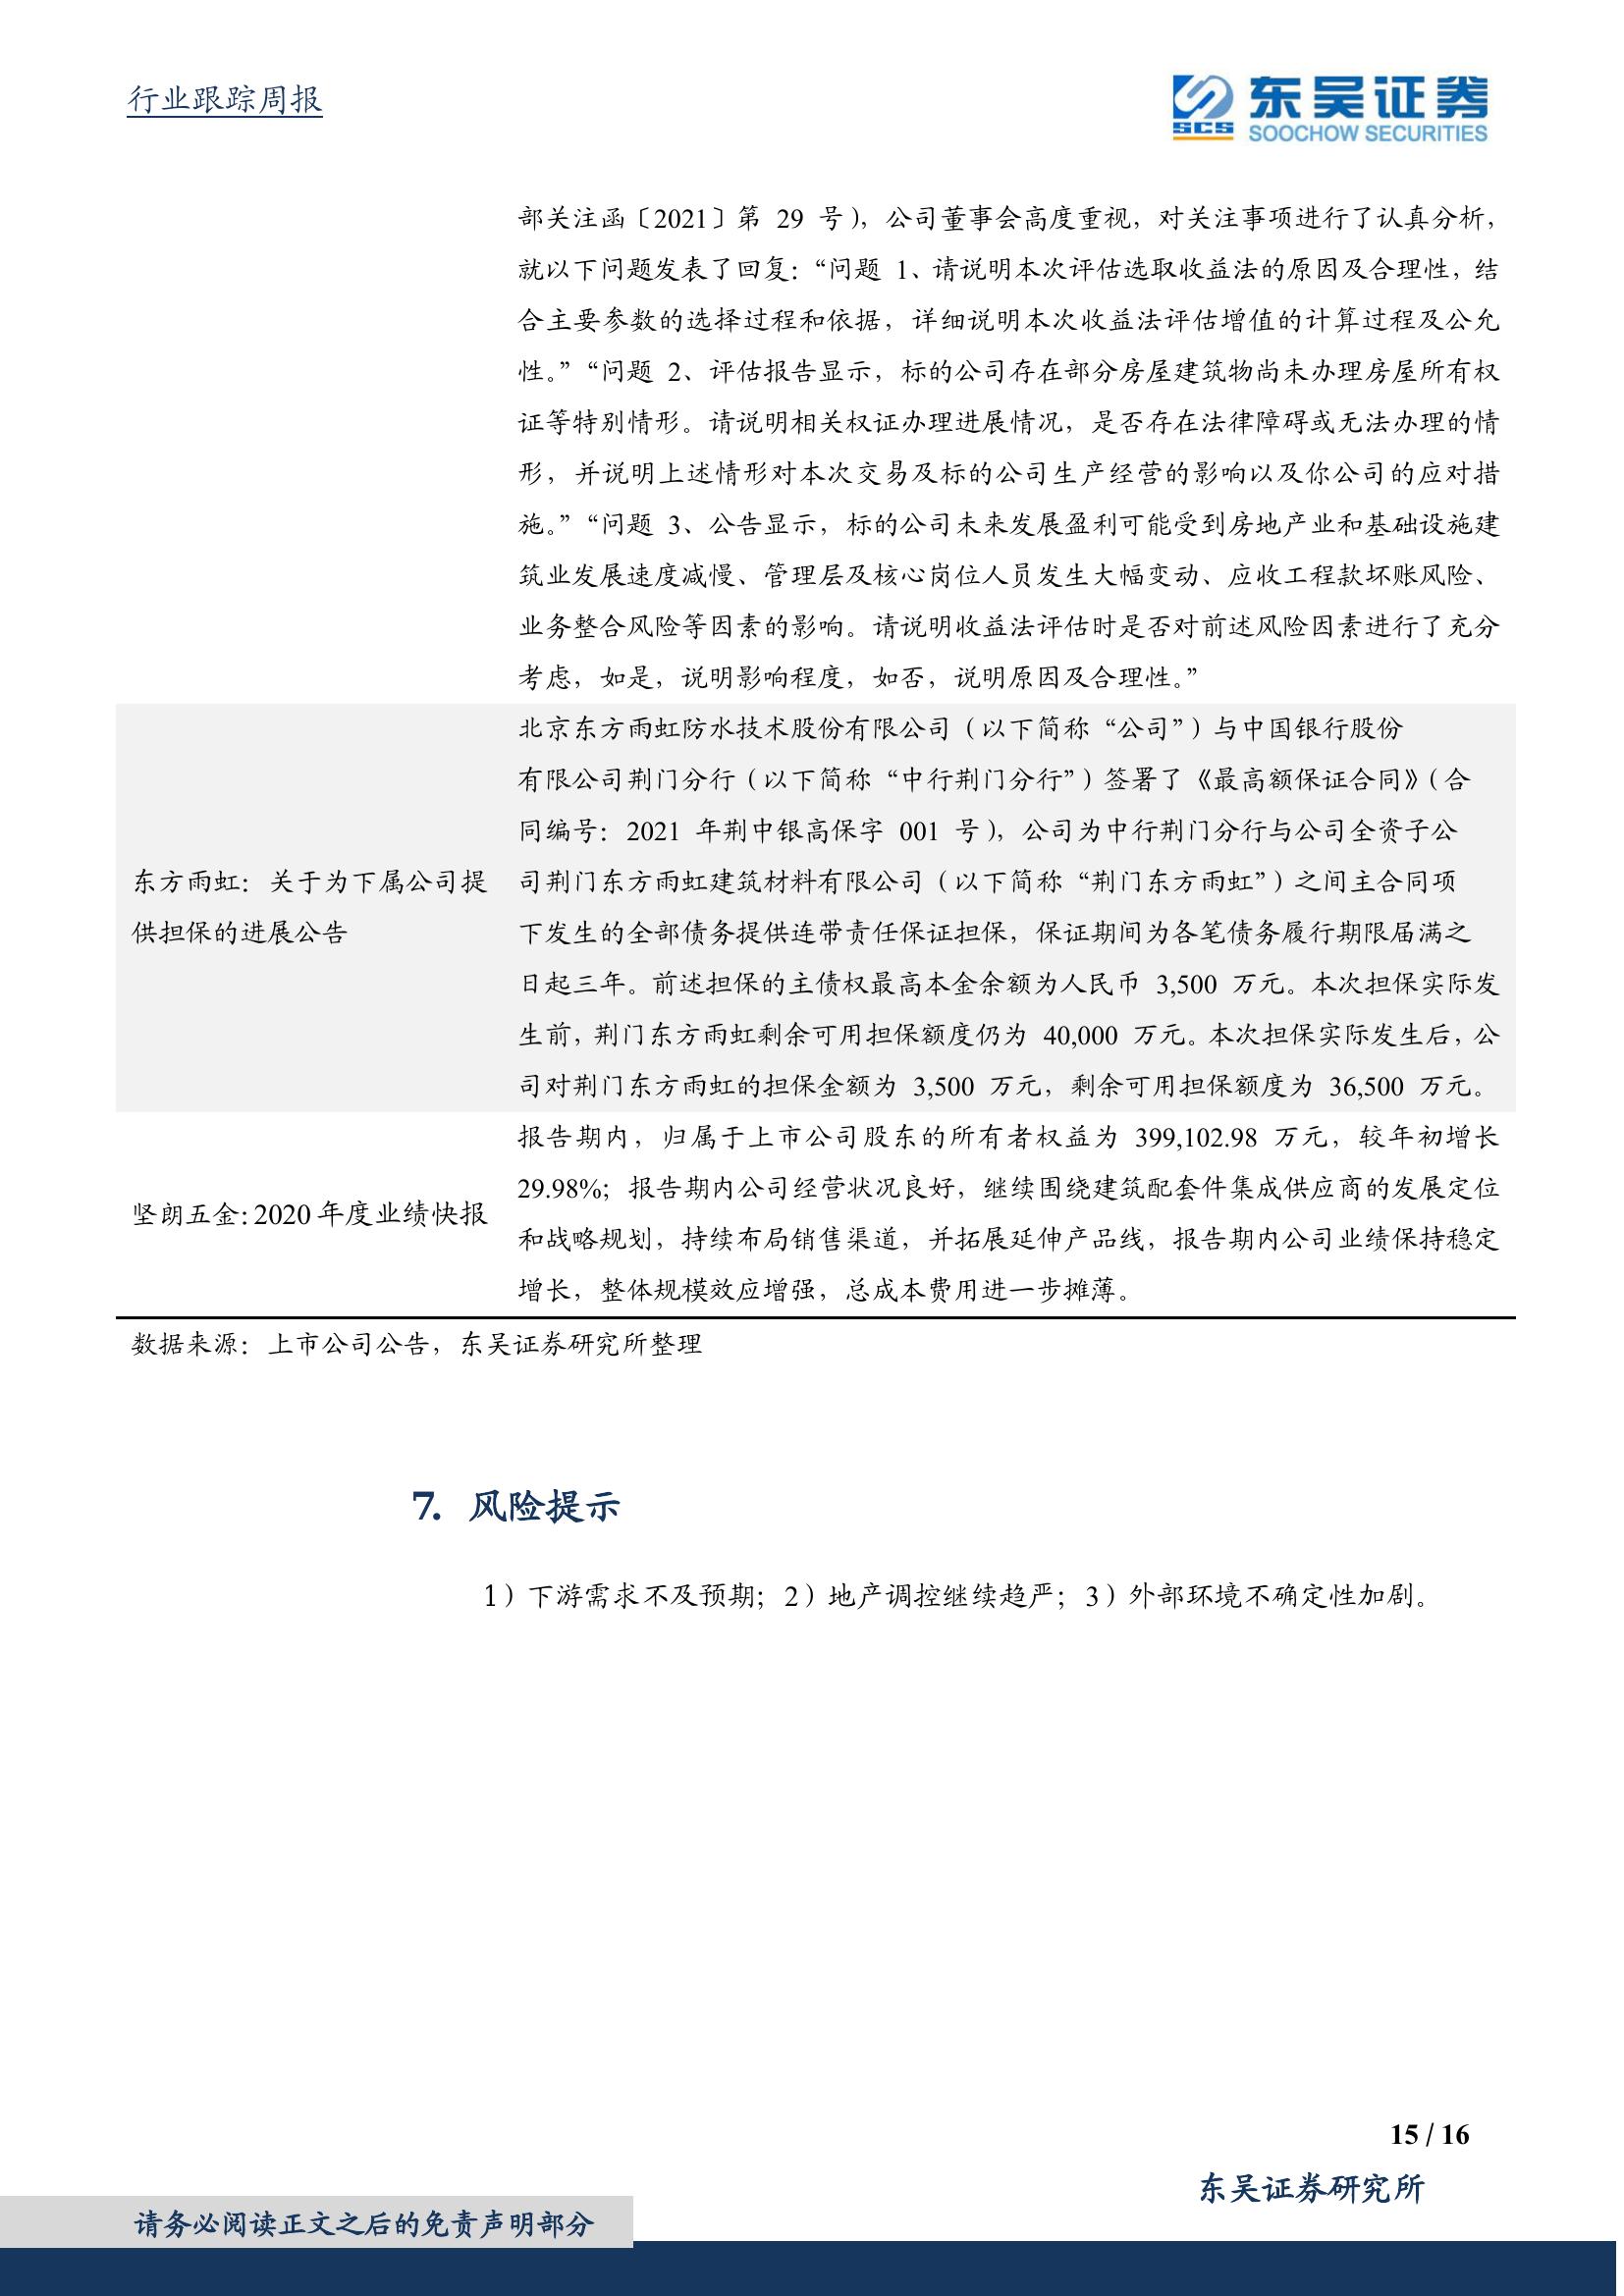 行业跟踪周报
SCS
东吴证券
SOOCHOW SECURITIES
部关注函〔2021〕第 29 号），公司董事会高度重视，对关注事项进行了认真分析，
就以下问题发表了回复：“问题 1、请说明本次评估选取收益法的原因及合理性，结
合主要参数的选择过程和依据，详细说明本次收益法评估增值的计算过程及公允
性。”“问题 2、评估报告显示，标的公司存在部分房屋建筑物尚未办理房屋所有权
证等特别情形。请说明相关权证办理进展情况，是否存在法律障碍或无法办理的情
形，并说明上述情形对本次交易及标的公司生产经营的影响以及你公司的应对措
施。”“问题 3、公告显示，标的公司未来发展盈利可能受到房地产业和基础设施建
筑业发展速度减慢、管理层及核心岗位人员发生大幅变动、应收工程款坏账风险、
业务整合风险等因素的影响。请说明收益法评估时是否对前述风险因素进行了充分
考虑，如是，说明影响程度，如否，说明原因及合理性。”
东方雨虹：关于为下属公司提
供担保的进展公告
北京东方雨虹防水技术股份有限公司（以下简称“公司”）与中国银行股份
有限公司荆门分行（以下简称“中行荆门分行”）签署了《最高额保证合同》（合
同编号：2021 年荆中银高保字 001 号），公司为中行荆门分行与公司全资子公
司荆门东方雨虹建筑材料有限公司（以下简称“荆门东方雨虹”）之间主合同项
下发生的全部债务提供连带责任保证担保，保证期间为各笔债务履行期限届满之
日起三年。前述担保的主债权最高本金余额为人民币 3,500 万元。本次担保实际发
生前，荆门东方雨虹剩余可用担保额度仍为 40,000 万元。本次担保实际发生后，公
司对荆门东方雨虹的担保金额为 3,500 万元，剩余可用担保额度为 36,500 万元。
坚朗五金：2020 年度业绩快报
报告期内，归属于上市公司股东的所有者权益为 399,102.98 万元，较年初增长
29.98%；报告期内公司经营状况良好，继续围绕建筑配套件集成供应商的发展定位
和战略规划，持续布局销售渠道，并拓展延伸产品线，报告期内公司业绩保持稳定
增长，整体规模效应增强，总成本费用进一步摊薄。
数据来源：上市公司公告，东吴证券研究所整理
7. 风险提示
1）下游需求不及预期；2）地产调控继续趋严；3）外部环境不确定性加剧。
15 / 16
东吴证券研究所
请务必阅读正文之后的免责声明部分